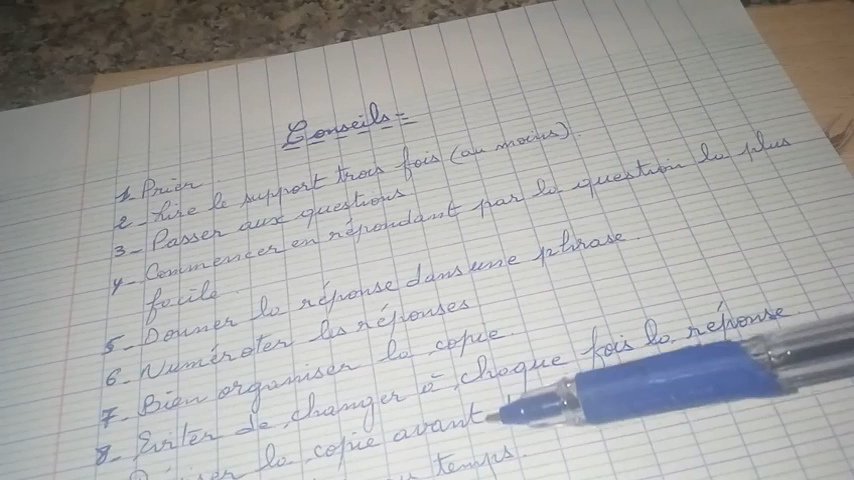 Conseils=
1. Prier.
2- Lire le support trois fois (au moins).
3- Passer aux questions
4- Commencer en répondant par la question la plus
facile.
5- Donner la réponse dans une phrase.
6- Numéroter les réponses
7- Bien organiser la copie.
8- Eviter de changer à chaque fois la réponse
la copie avant
temps.